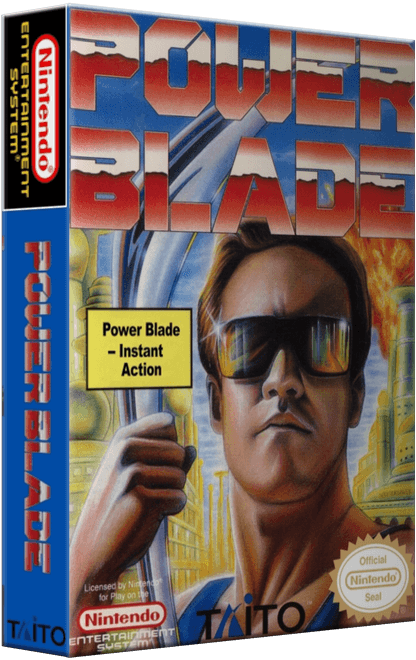 Nintendo®
ENTERTAINMENT
SYSTEM®
POWER BLADE
TAITO
POWER
BLADE
Power Blade
– Instant
Action
Licensed by Nintendo®
for Play on the
Nintendo
ENTERTAINMENT
SYSTEM®
TAITO
Official
Nintendo
Seal